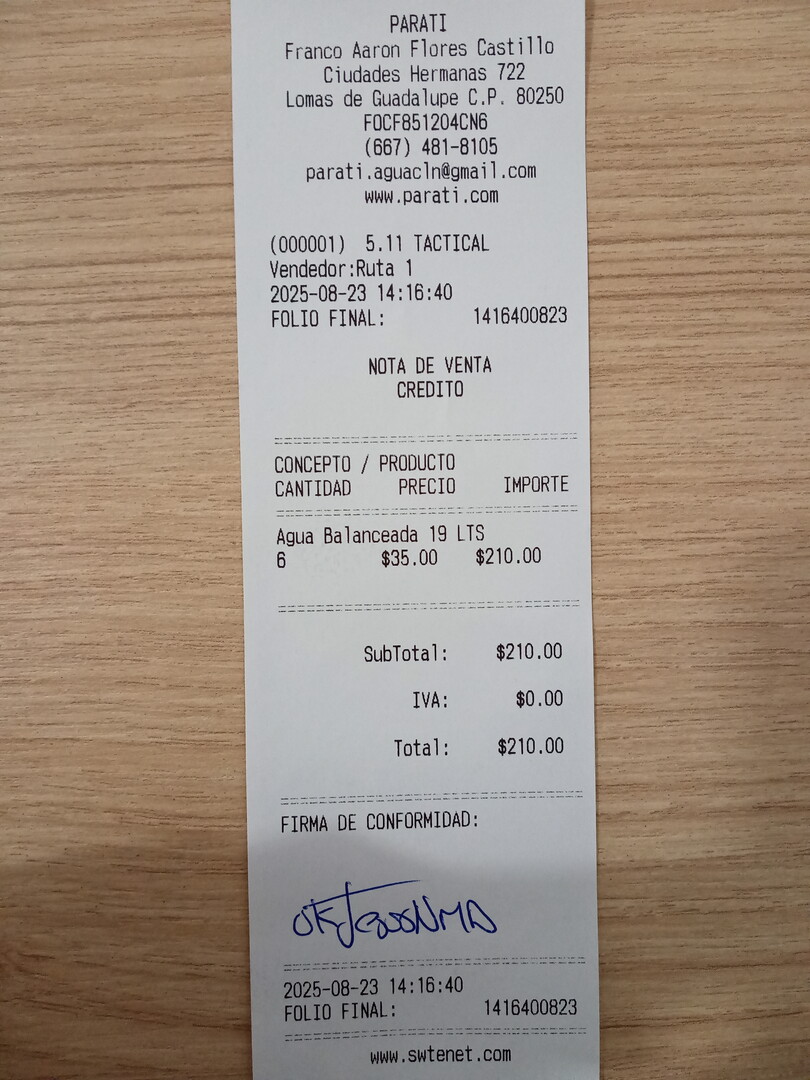 PARATI
Franco Aaron Flores Castillo
Ciudades Hermanas 722
Lomas de Guadalupe C.P. 80250
FOCF851204CN6
(667) 481-8105
parati.aguacln@gmail.com
www.parati.com
(000001) 5.11 TACTICAL
Vendedor:Ruta 1
2025-08-23 14:16:40
FOLIO FINAL: 1416400823
NOTA DE VENTA
CREDITO
CONCEPTO / PRODUCTO
CANTIDAD PRECIO IMPORTE
Agua Balanceada 19 LTS
6 $35.00 $210.00
SubTotal: $210.00
IVA: $0.00
Total: $210.00
FIRMA DE CONFORMIDAD:
2025-08-23 14:16:40
FOLIO FINAL: 1416400823
www.swtenet.com